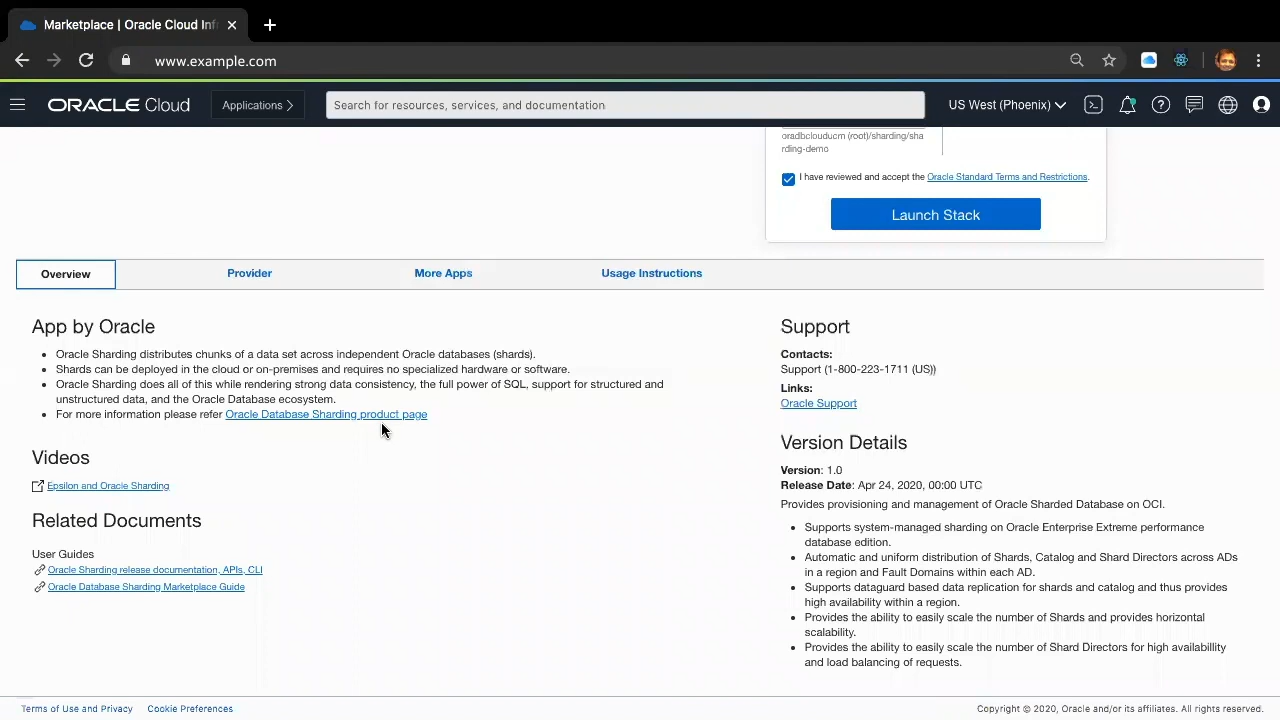 Marketplace | Oracle Cloud Inf
www.example.com
ORACLE Cloud
Applications
Search for resources, services, and documentation
US West (Phoenix)
oradbclouducm (root)/sharding/sha
rding-demo
I have reviewed and accept the Oracle Standard Terms and Restrictions.
Launch Stack
Overview
Provider
More Apps
Usage Instructions
App by Oracle
Oracle Sharding distributes chunks of a data set across independent Oracle databases (shards).
Shards can be deployed in the cloud or on-premises and requires no specialized hardware or software.
Oracle Sharding does all of this while rendering strong data consistency, the full power of SQL, support for structured and
unstructured data, and the Oracle Database ecosystem.
For more information please refer Oracle Database Sharding product page
Videos
Epsilon and Oracle Sharding
Related Documents
User Guides
Oracle Sharding release documentation, APIs, CLI
Oracle Database Sharding Marketplace Guide
Support
Contacts:
Support (1-800-223-1711 (US))
Links:
Oracle Support
Version Details
Version: 1.0
Release Date: Apr 24, 2020, 00:00 UTC
Provides provisioning and management of Oracle Sharded Database on OCI.
Supports system-managed sharding on Oracle Enterprise Extreme performance
database edition.
Automatic and uniform distribution of Shards, Catalog and Shard Directors across ADs
in a region and Fault Domains within each AD.
Supports dataguard based data replication for shards and catalog and thus provides
high availability within a region.
Provides the ability to easily scale the number of Shards and provides horizontal
scalability.
Provides the ability to easily scale the number of Shard Directors for high availabillity
and load balancing of requests.
Terms of Use and Privacy
Cookie Preferences
Copyright © 2020, Oracle and/or its affiliates. All rights reserved.